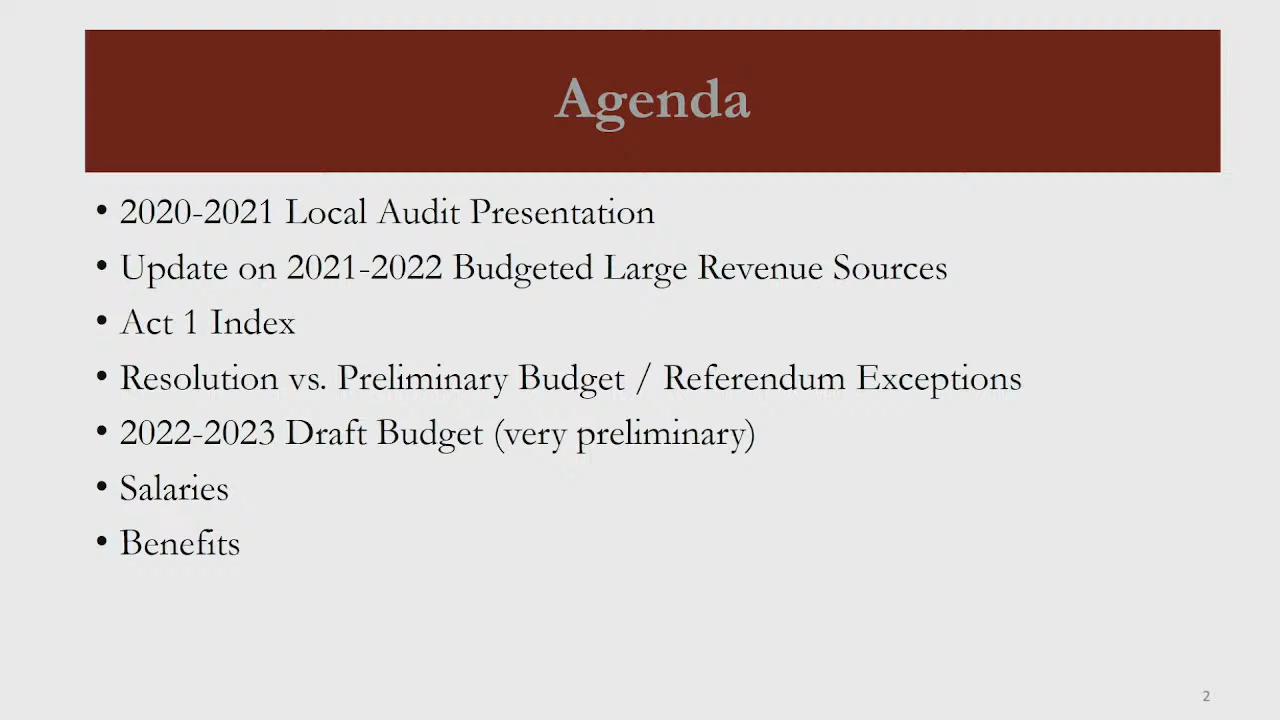 Agenda
• 2020-2021 Local Audit Presentation
• Update on 2021-2022 Budgeted Large Revenue Sources
• Act 1 Index
• Resolution vs. Preliminary Budget / Referendum Exceptions
• 2022-2023 Draft Budget (very preliminary)
• Salaries
• Benefits
2